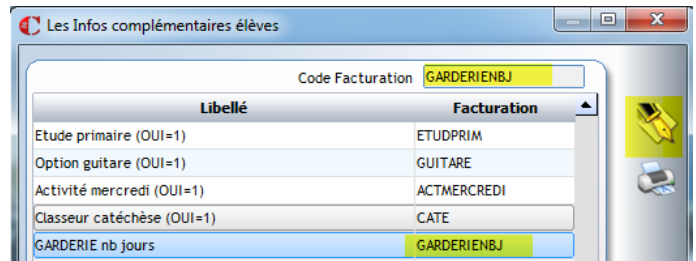 Les Infos complémentaires élèves
Code Facturation GARDERIENBJ
Libellé Facturation
Etude primaire (OUI=1) ETUDPRIM
Option guitare (OUI=1) GUITARE
Activité mercredi (OUI=1) ACTMERCREDI
Classeur catéchèse (OUI=1) CATE
GARDERIE nb jours GARDERIENBJ